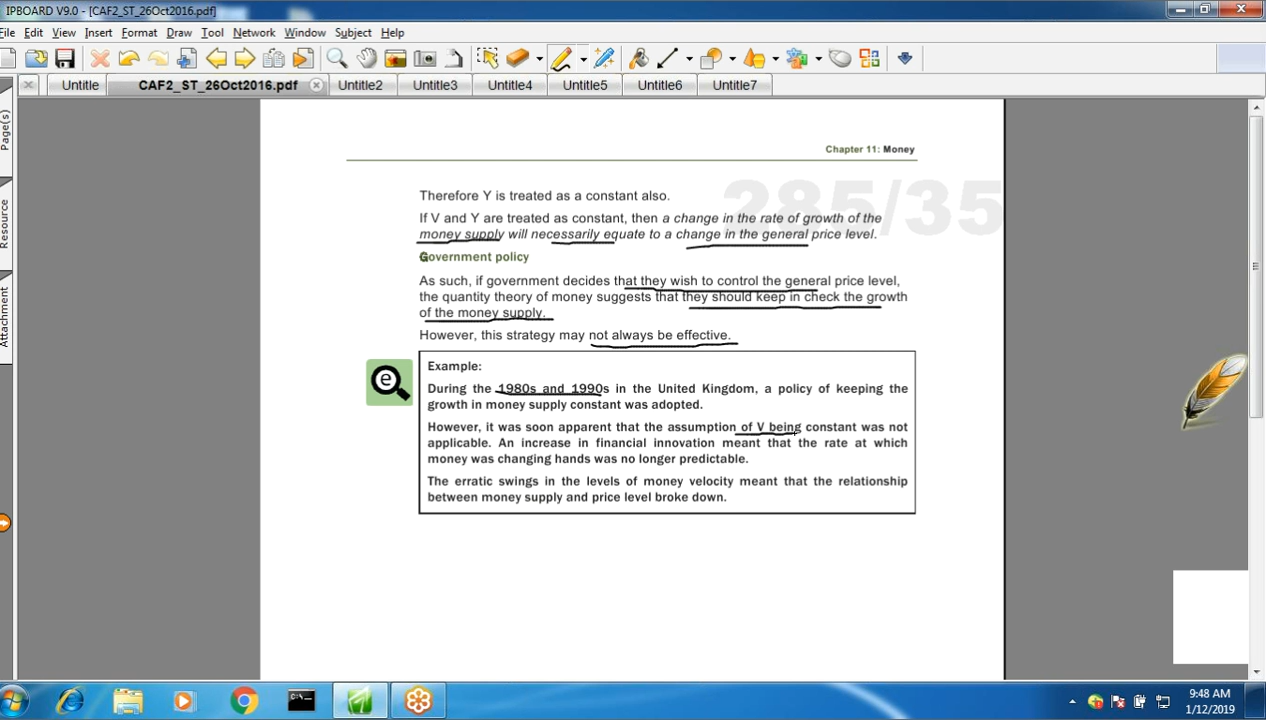 IPBOARD V9.0 - [CAF2_ST_26Oct2016.pdf]
File Edit View Insert Format Draw Tool Network Window Subject Help
Untitle CAF2_ST_26Oct2016.pdf Untitle2 Untitle3 Untitle4 Untitle5 Untitle6 Untitle7
Page(s)
Resource
Attachment
Chapter 11: Money
285/35
Therefore Y is treated as a constant also.
If V and Y are treated as constant, then a change in the rate of growth of the
money supply will necessarily equate to a change in the general price level.
Government policy
As such, if government decides that they wish to control the general price level,
the quantity theory of money suggests that they should keep in check the growth
of the money supply.
However, this strategy may not always be effective.
e
Example:
During the 1980s and 1990s in the United Kingdom, a policy of keeping the
growth in money supply constant was adopted.
However, it was soon apparent that the assumption of V being constant was not
applicable. An increase in financial innovation meant that the rate at which
money was changing hands was no longer predictable.
The erratic swings in the levels of money velocity meant that the relationship
between money supply and price level broke down.
9:48 AM
1/12/2019